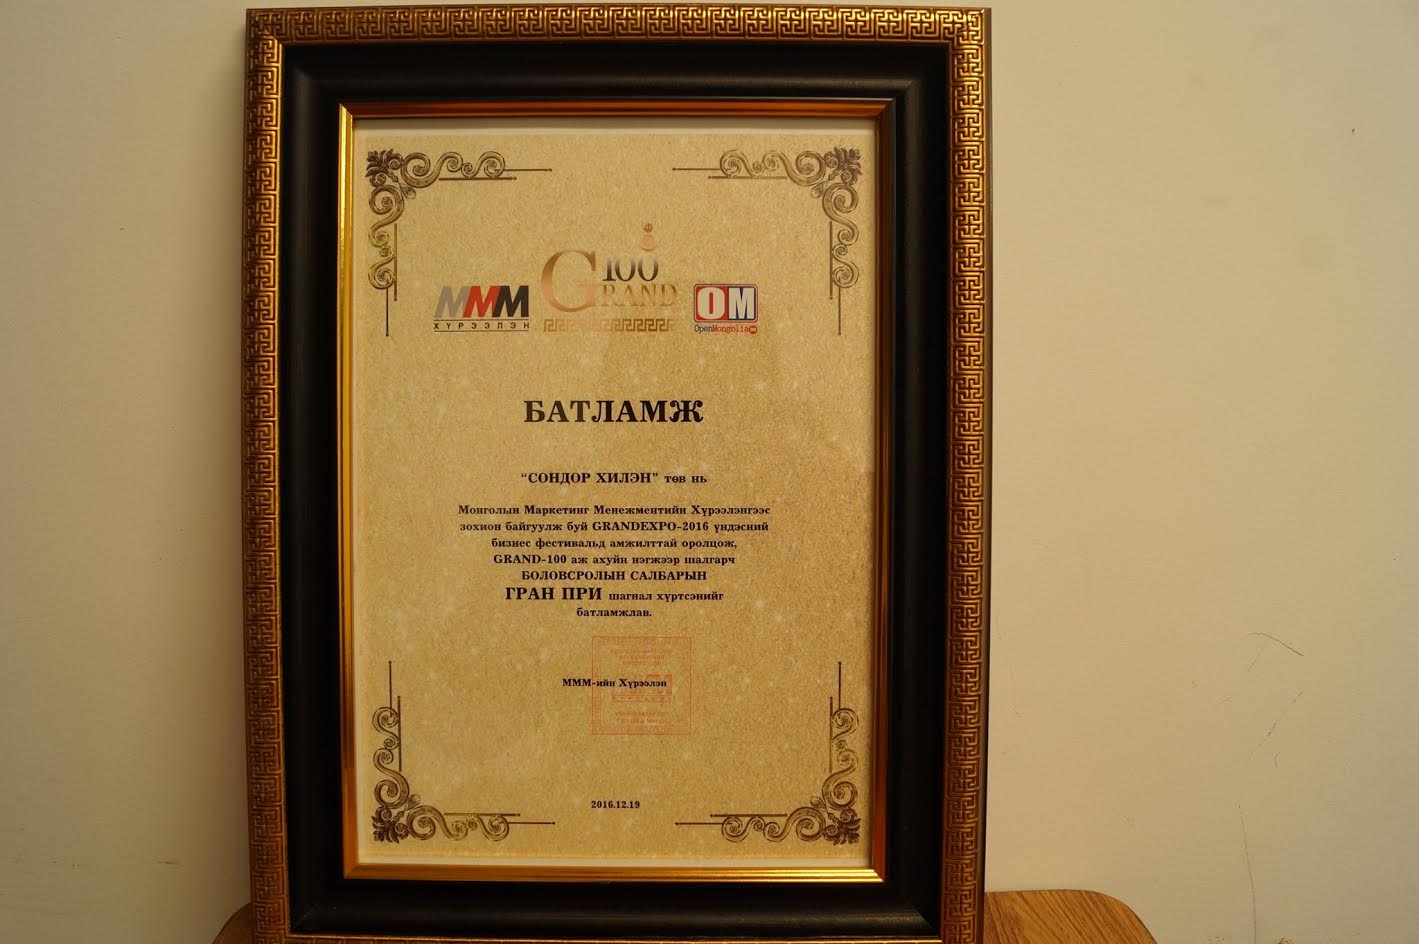 100
GRAND
МММ
ХҮРЭЭЛЭН
OM
OpenMongolia
БАТЛАМЖ
“СОНДОР ХИЛЭН” төв нь
Монголын Маркетинг Менежментийн Хүрээлэнгээс
зохион байгуулж буй GRANDEXPO-2016 үндэсний
бизнес фестивальд амжилттай оролцож,
GRAND-100 аж ахуйн нэгжээр шалгарч
БОЛОВСРОЛЫН САЛБАРЫН
ГРАН ПРИ шагнал хүртсэнийг
батламжлав.
МММ-ийн Хүрээлэн
2016.12.19